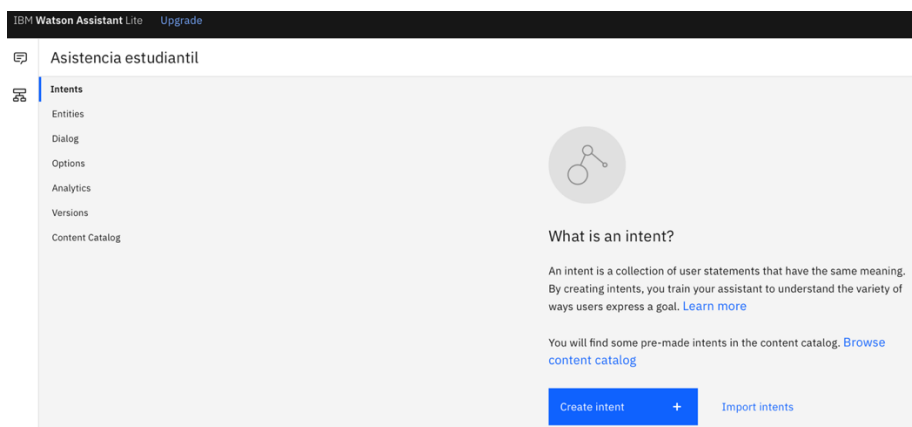 IBM Watson Assistant Lite Upgrade
Asistencia estudiantil
Intents
Entities
Dialog
Options
Analytics
Versions
Content Catalog
What is an intent?
An intent is a collection of user statements that have the same meaning.
By creating intents, you train your assistant to understand the variety of
ways users express a goal. Learn more
You will find some pre-made intents in the content catalog. Browse
content catalog
Create intent +
Import intents